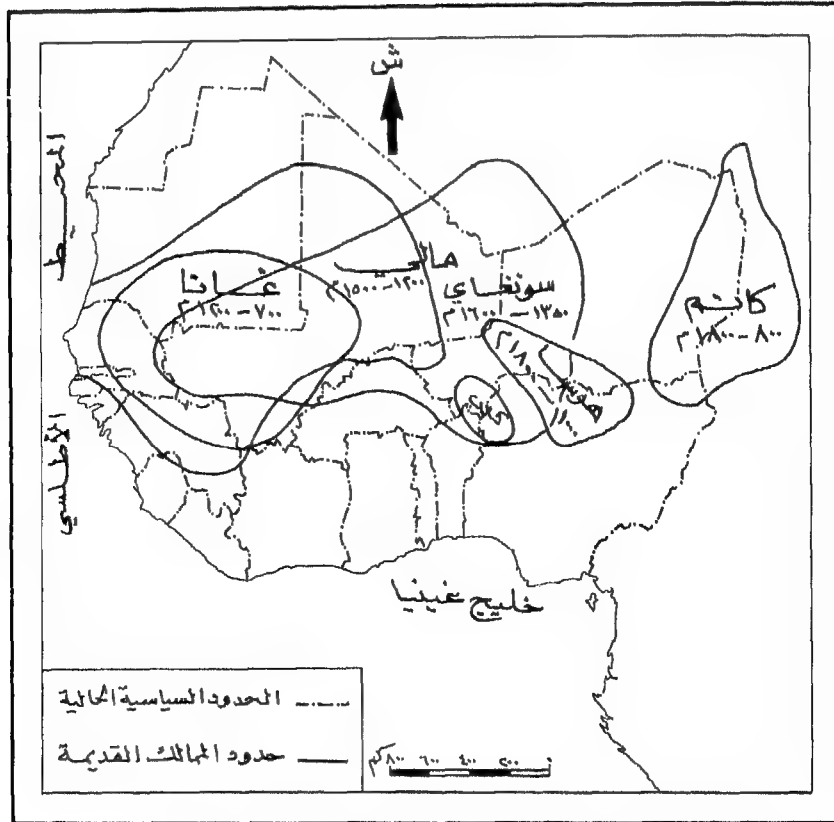 ش
المحيط
الأطلسي
غانا
٧٠٠ – ١٢٠٠م
مالي
١٢٠٠ – ١٥٠٠م
سونغاي
١٣٥٠ – ١٦٠٠م
كانم
٨٠٠ – ١٨٠٠م
خليج غينيا
الحدود السياسية الحالية
حدود الممالك القديمة
٠ ٢٠٠ ٤٠٠ ٦٠٠ ٨٠٠ كم